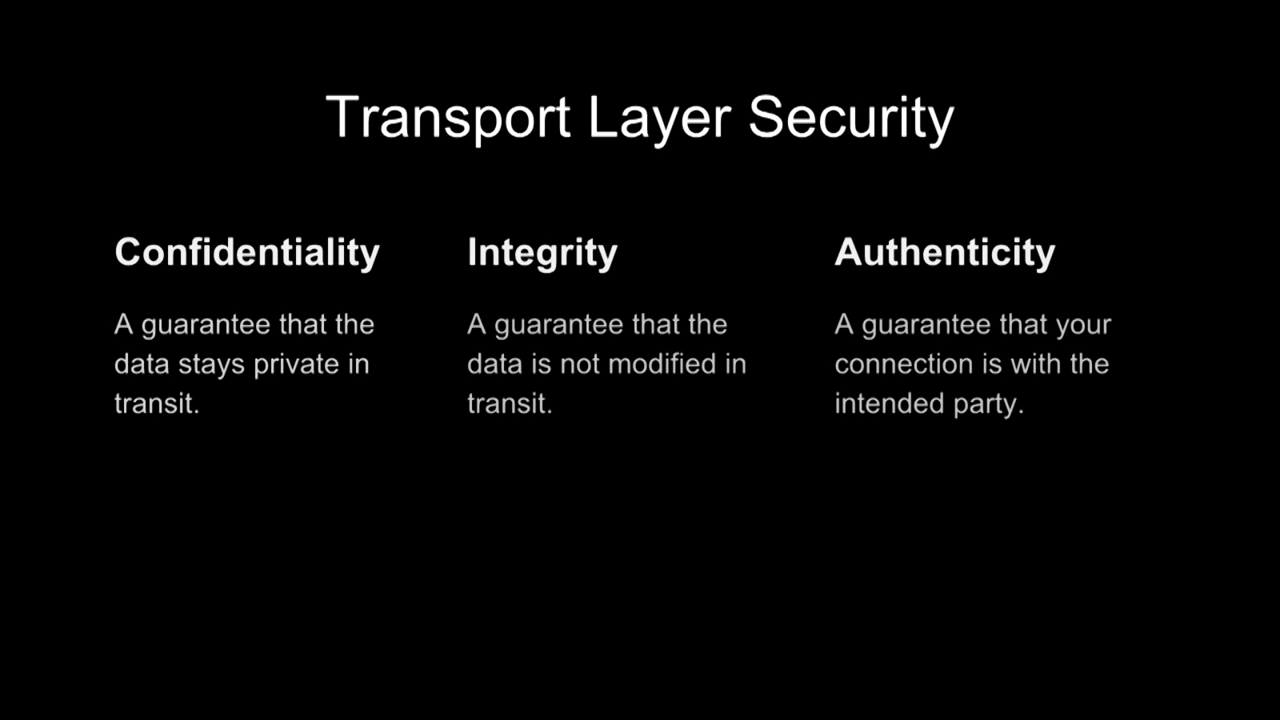 Transport Layer Security
Confidentiality
A guarantee that the
data stays private in
transit.
Integrity
A guarantee that the
data is not modified in
transit.
Authenticity
A guarantee that your
connection is with the
intended party.